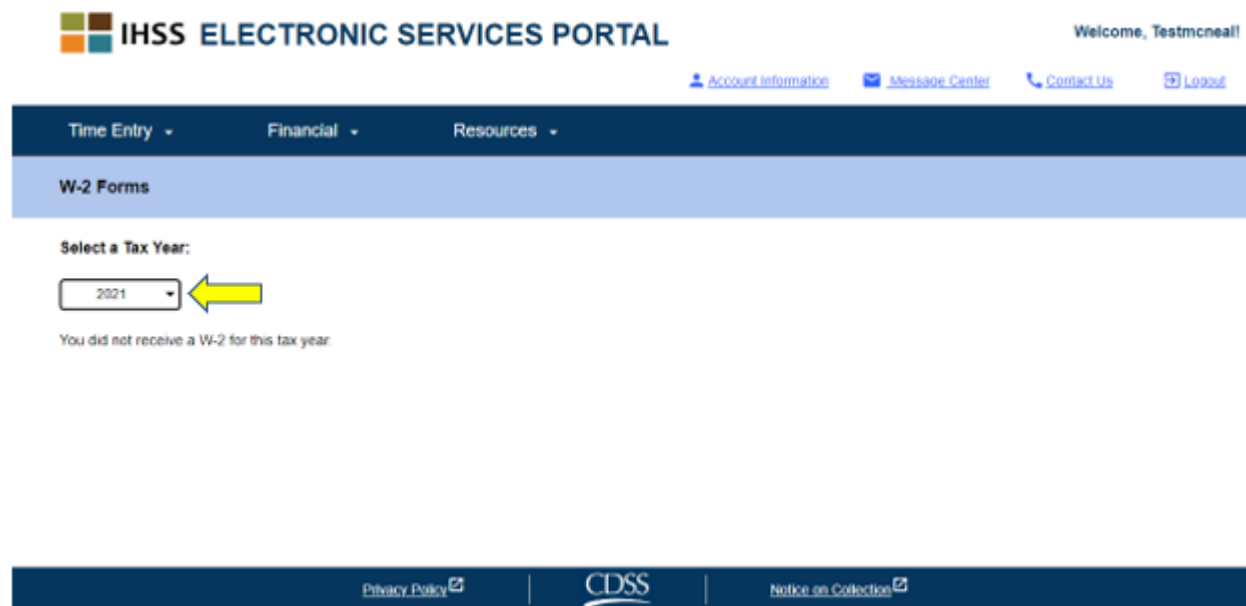 IHSS ELECTRONIC SERVICES PORTAL
Welcome, Testmcneal!
Account Information Message Center Contact Us Logout
Time Entry Financial Resources
W-2 Forms
Select a Tax Year:
2021
You did not receive a W-2 for this tax year.
Privacy Policy CDSS Notice on Collection